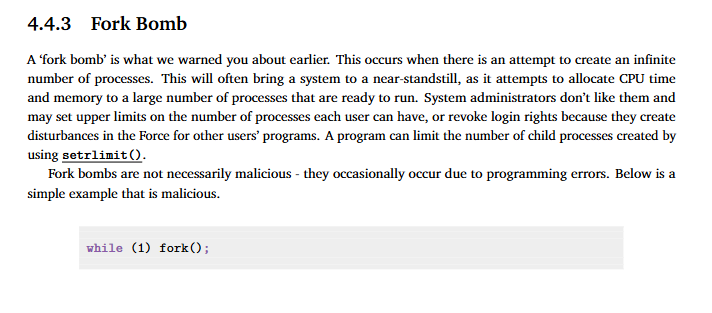 4.4.3 Fork Bomb
A ‘fork bomb’ is what we warned you about earlier. This occurs when there is an attempt to create an infinite
number of processes. This will often bring a system to a near-standstill, as it attempts to allocate CPU time
and memory to a large number of processes that are ready to run. System administrators don’t like them and
may set upper limits on the number of processes each user can have, or revoke login rights because they create
disturbances in the Force for other users’ programs. A program can limit the number of child processes created by
using setrlimit().
Fork bombs are not necessarily malicious - they occasionally occur due to programming errors. Below is a
simple example that is malicious.
while (1) fork();